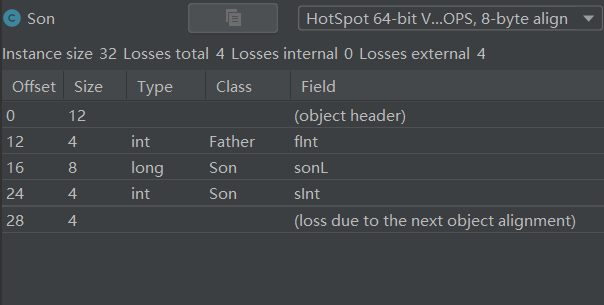 C Son HotSpot 64-bit V...OPS, 8-byte align
Instance size 32 Losses total 4 Losses internal 0 Losses external 4
Offset Size Type Class Field
0 12 (object header)
12 4 int Father fInt
16 8 long Son sonL
24 4 int Son sInt
28 4 (loss due to the next object alignment)